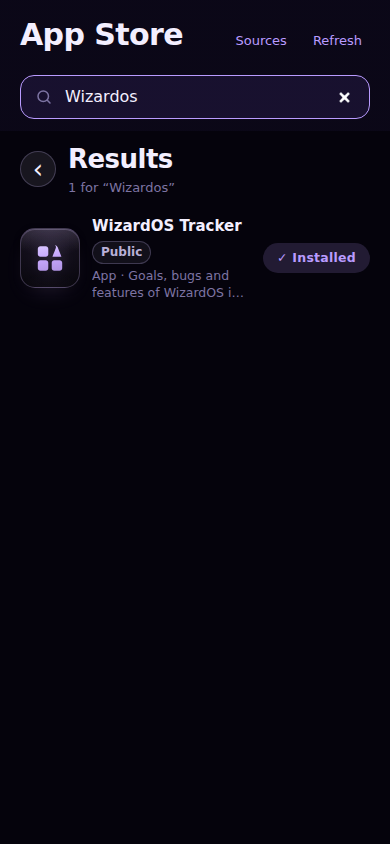 App Store
Sources
Refresh
Wizardos
Results
1 for “Wizardos”
WizardOS Tracker
Public
App · Goals, bugs and
features of WizardOS i…
✓ Installed